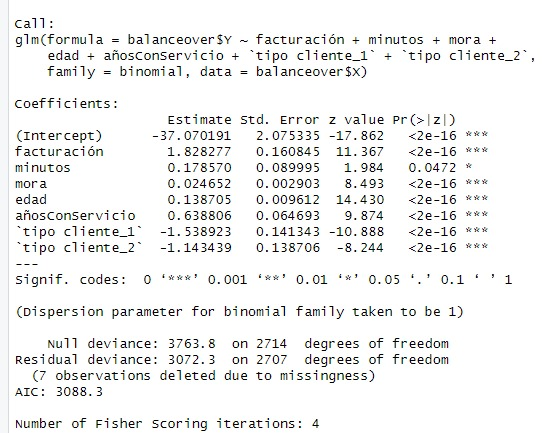 Call:
glm(formula = balanceover$Y ~ facturación + minutos + mora +
    edad + añosConServicio + `tipo cliente_1` + `tipo cliente_2`,
    family = binomial, data = balanceover$X)

Coefficients:
                   Estimate Std. Error z value Pr(>|z|)
(Intercept)      -37.070191   2.075335 -17.862   <2e-16 ***
facturación        1.828277   0.160845  11.367   <2e-16 ***
minutos            0.178570   0.089995   1.984   0.0472 *
mora               0.024652   0.002903   8.493   <2e-16 ***
edad               0.138705   0.009612  14.430   <2e-16 ***
añosConServicio    0.638806   0.064693   9.874   <2e-16 ***
`tipo cliente_1`  -1.538923   0.141343 -10.888   <2e-16 ***
`tipo cliente_2`  -1.143439   0.138706  -8.244   <2e-16 ***
---
Signif. codes:  0 ‘***’ 0.001 ‘**’ 0.01 ‘*’ 0.05 ‘.’ 0.1 ‘ ’ 1

(Dispersion parameter for binomial family taken to be 1)

    Null deviance: 3763.8  on 2714  degrees of freedom
Residual deviance: 3072.3  on 2707  degrees of freedom
  (7 observations deleted due to missingness)
AIC: 3088.3

Number of Fisher Scoring iterations: 4